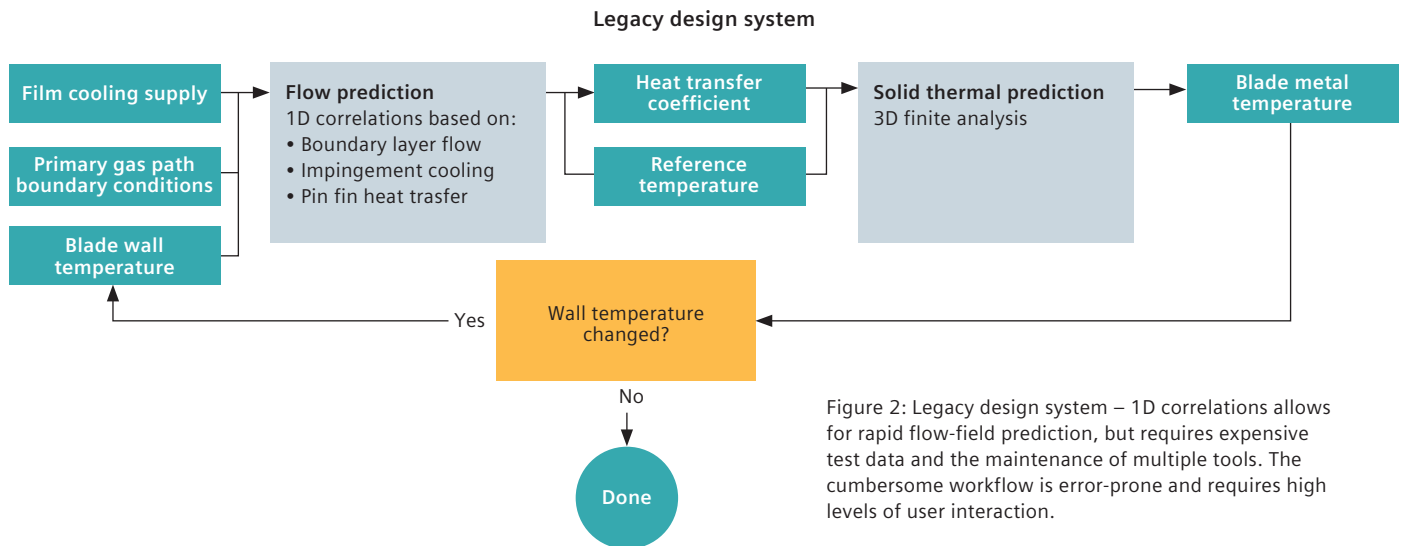 Legacy design system
Film cooling supply
Primary gas path
boundary conditions
Blade wall
temperature
Flow prediction
1D correlations based on:
• Boundary layer flow
• Impingement cooling
• Pin fin heat trasfer
Heat transfer
coefficient
Reference
temperature
Solid thermal prediction
3D finite analysis
Blade metal
temperature
Yes
Wall temperature
changed?
No
Done
Figure 2: Legacy design system – 1D correlations allows
for rapid flow-field prediction, but requires expensive
test data and the maintenance of multiple tools. The
cumbersome workflow is error-prone and requires high
levels of user interaction.